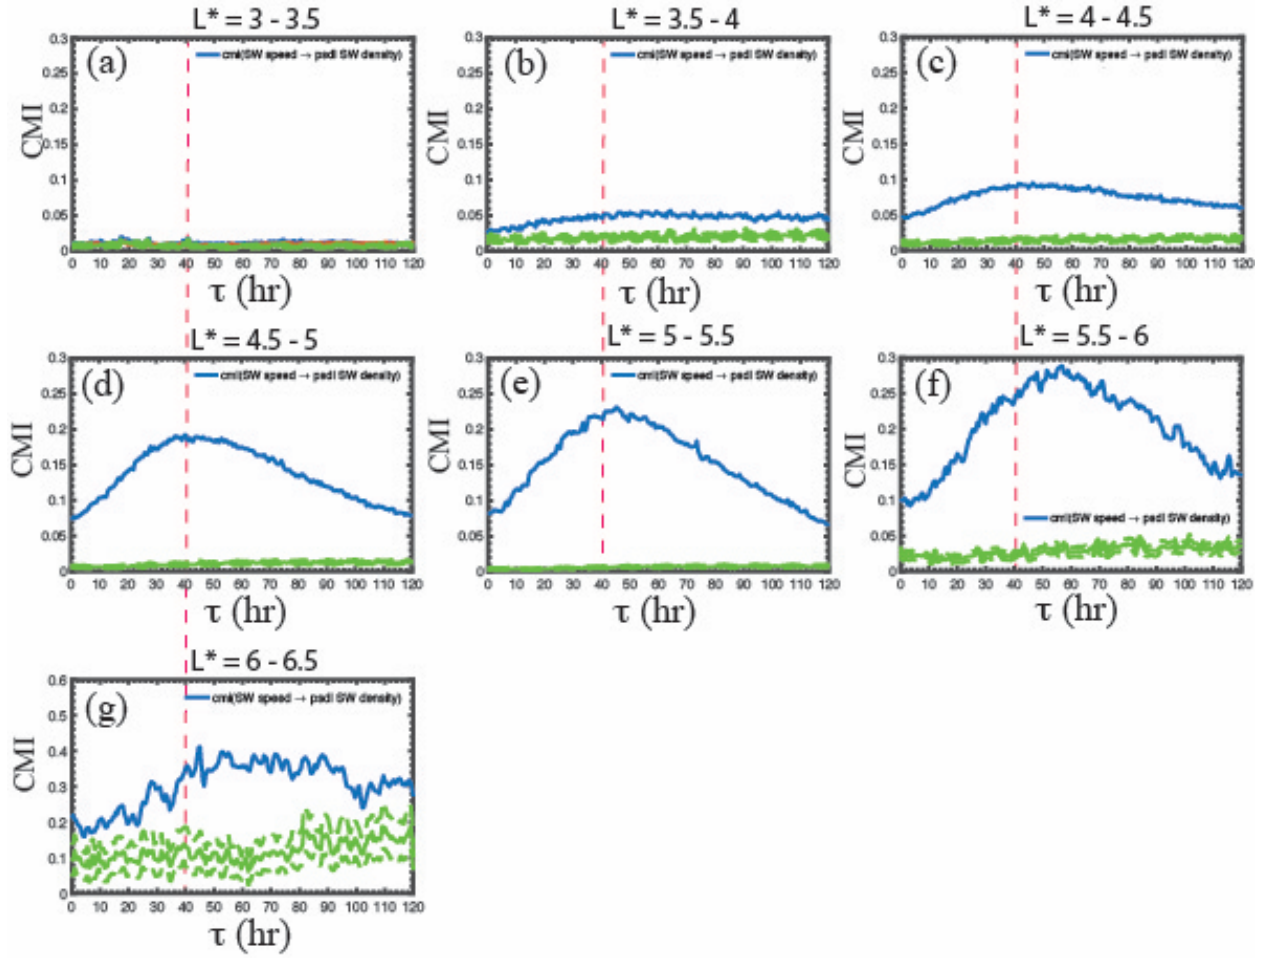 L* = 3 - 3.5
L* = 3.5 - 4
L* = 4 - 4.5
(a)
cmi(SW speed → psd| SW density)
0.3
0.25
0.2
0.15
0.1
0.05
0
CMI
0 10 20 30 40 50 60 70 80 90 100 110 120
τ (hr)
(b)
cmi(SW speed → psd| SW density)
0.3
0.25
0.2
0.15
0.1
0.05
0
CMI
0 10 20 30 40 50 60 70 80 90 100 110 120
τ (hr)
(c)
cmi(SW speed → psd| SW density)
0.3
0.25
0.2
0.15
0.1
0.05
0
CMI
0 10 20 30 40 50 60 70 80 90 100 110 120
τ (hr)
L* = 4.5 - 5
L* = 5 - 5.5
L* = 5.5 - 6
(d)
cmi(SW speed → psd| SW density)
0.3
0.25
0.2
0.15
0.1
0.05
0
CMI
0 10 20 30 40 50 60 70 80 90 100 110 120
τ (hr)
(e)
cmi(SW speed → psd| SW density)
0.3
0.25
0.2
0.15
0.1
0.05
0
CMI
0 10 20 30 40 50 60 70 80 90 100 110 120
τ (hr)
(f)
cmi(SW speed → psd| SW density)
0.3
0.25
0.2
0.15
0.1
0.05
0
CMI
0 10 20 30 40 50 60 70 80 90 100 110 120
τ (hr)
L* = 6 - 6.5
(g)
cmi(SW speed → psd| SW density)
0.6
0.5
0.4
0.3
0.2
0.1
0
CMI
0 10 20 30 40 50 60 70 80 90 100 110 120
τ (hr)